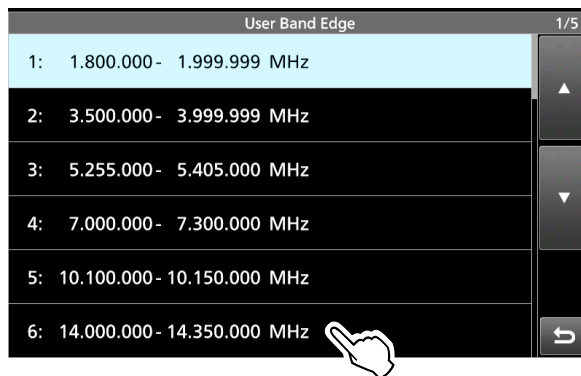 User Band Edge 1/5
1: 1.800.000 - 1.999.999 MHz
2: 3.500.000 - 3.999.999 MHz
3: 5.255.000 - 5.405.000 MHz
4: 7.000.000 - 7.300.000 MHz
5: 10.100.000 - 10.150.000 MHz
6: 14.000.000 - 14.350.000 MHz